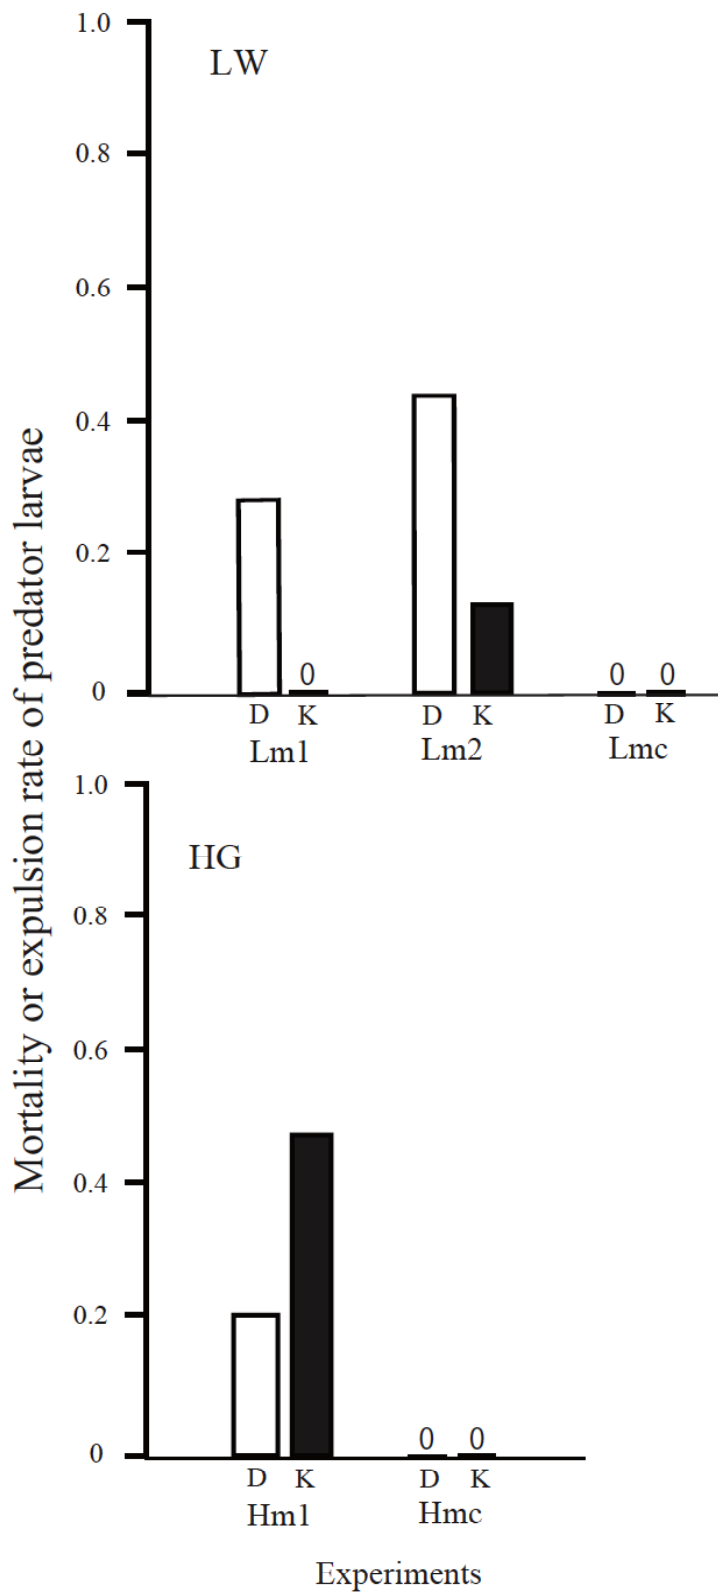 Mortality or expulsion rate of predator larvae
1.0
LW
0.8
0.6
0.4
0.2
0
0
0
0
D
K
D
K
D
K
Lm1
Lm2
Lmc
1.0
HG
0.8
0.6
0.4
0.2
0
0
0
D
K
D
K
Hm1
Hmc
Experiments